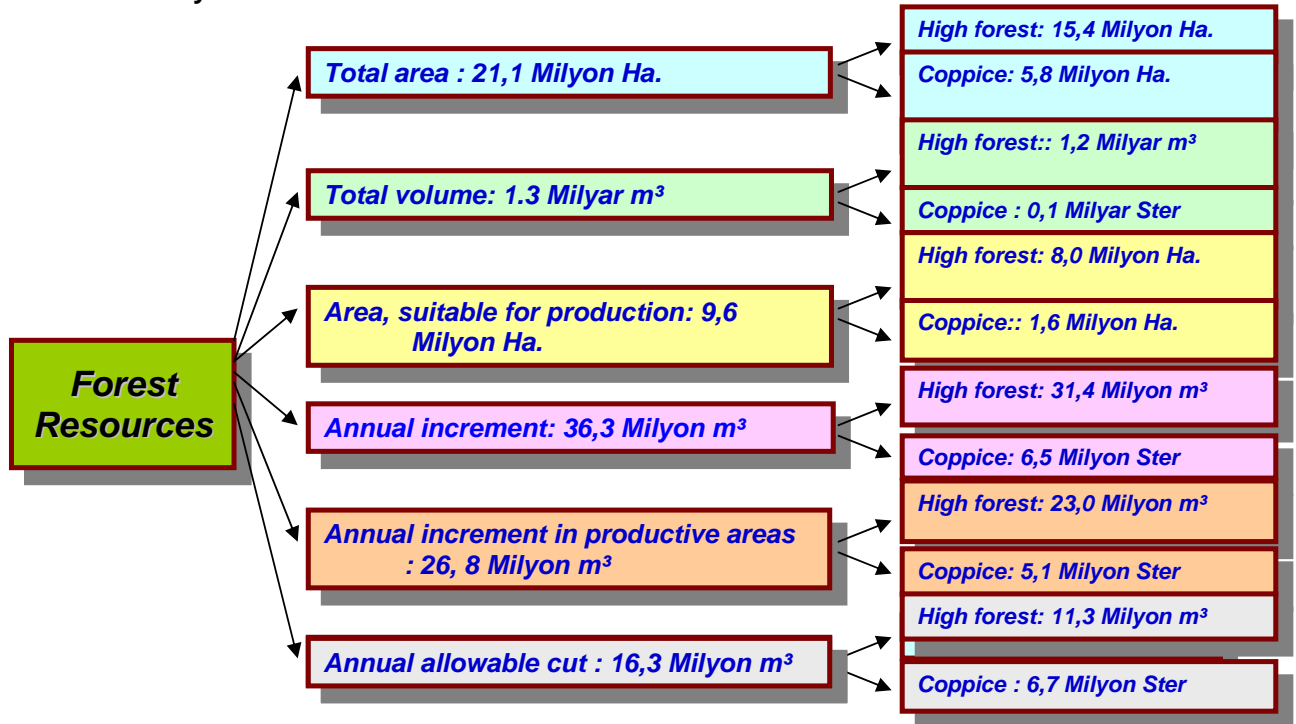 Forest
Resources
Total area : 21,1 Milyon Ha.
High forest: 15,4 Milyon Ha.
Coppice: 5,8 Milyon Ha.
Total volume: 1.3 Milyar m³
High forest:: 1,2 Milyar m³
Coppice : 0,1 Milyar Ster
Area, suitable for production: 9,6
Milyon Ha.
High forest: 8,0 Milyon Ha.
Coppice:: 1,6 Milyon Ha.
Annual increment: 36,3 Milyon m³
High forest: 31,4 Milyon m³
Coppice: 6,5 Milyon Ster
Annual increment in productive areas
: 26, 8 Milyon m³
High forest: 23,0 Milyon m³
Coppice: 5,1 Milyon Ster
Annual allowable cut : 16,3 Milyon m³
High forest: 11,3 Milyon m³
Coppice : 6,7 Milyon Ster